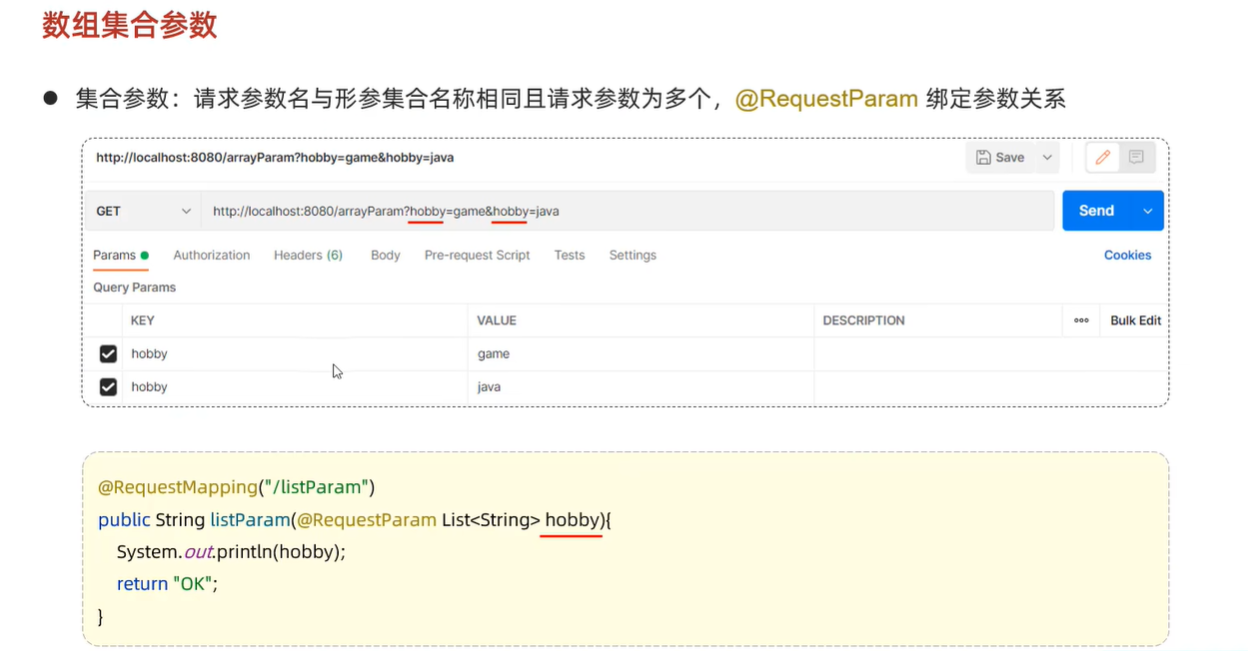 数组集合参数
集合参数：请求参数名与形参集合名称相同且请求参数为多个，@RequestParam 绑定参数关系
http://localhost:8080/arrayParam?hobby=game&hobby=java Save
GET http://localhost:8080/arrayParam?hobby=game&hobby=java Send
Params Authorization Headers (6) Body Pre-request Script Tests Settings Cookies
Query Params
KEY VALUE DESCRIPTION ooo Bulk Edit
hobby game
hobby java
@RequestMapping("/listParam")
public String listParam(@RequestParam List<String> hobby){
System.out.println(hobby);
return "OK";
}